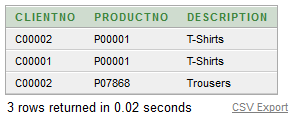 CLIENTNO PRODUCTNO DESCRIPTION
C00002 P00001 T-Shirts
C00001 P00001 T-Shirts
C00002 P07868 Trousers
3 rows returned in 0.02 seconds CSV Export